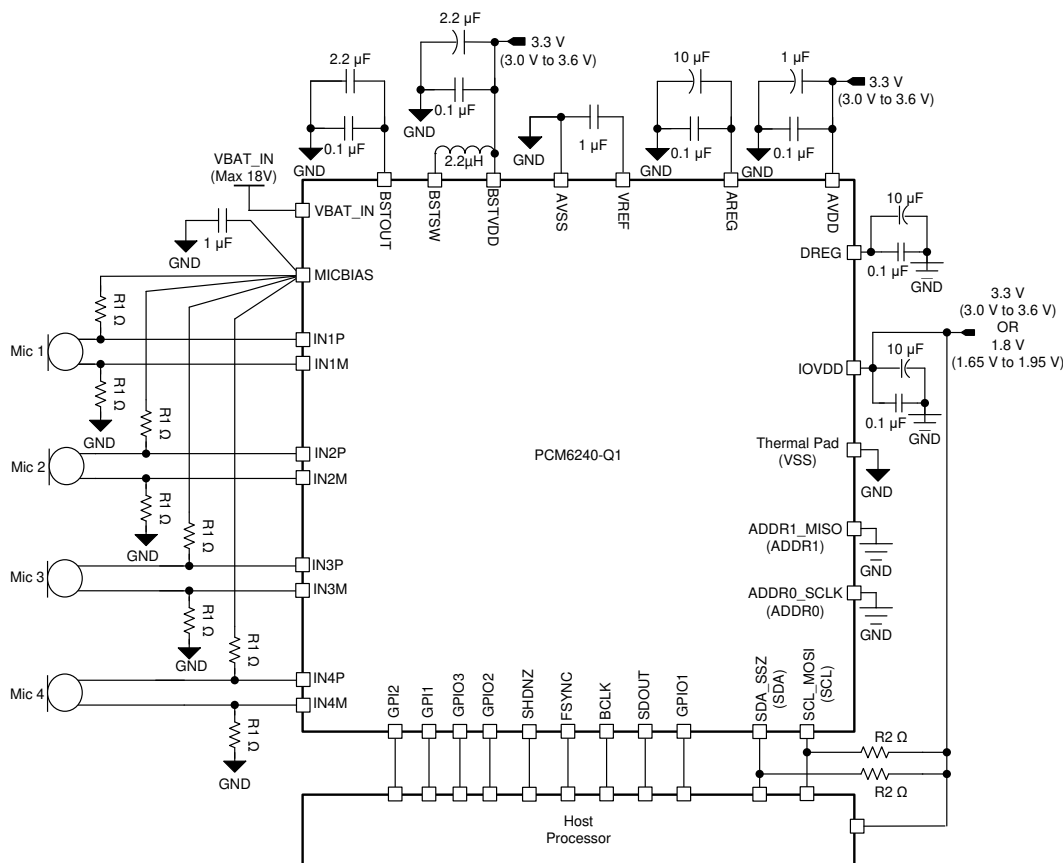 2.2 µF
3.3 V
(3.0 V to 3.6 V)
2.2 µF
10 µF
1 µF
3.3 V
(3.0 V to 3.6 V)
0.1 µF
GND
0.1 µF
GND
2.2µH
GND
1 µF
0.1 µF
GND
0.1 µF
GND
VBAT_IN
(Max 18V)
VBAT_IN
BSTOUT
BSTSW
BSTVDD
AVSS
VREF
AREG
AVDD
1 µF
GND
MICBIAS
DREG
10 µF
0.1 µF
GND
3.3 V
(3.0 V to 3.6 V)
OR
1.8 V
(1.65 V to 1.95 V)
R1 Ω
Mic 1
IN1P
IN1M
R1 Ω
GND
IOVDD
10 µF
0.1 µF
GND
R1 Ω
Mic 2
IN2P
IN2M
R1 Ω
GND
PCM6240-Q1
Thermal Pad
(VSS)
GND
R1 Ω
Mic 3
IN3P
IN3M
R1 Ω
GND
ADDR1_MISO
(ADDR1)
GND
ADDR0_SCLK
(ADDR0)
GND
R1 Ω
Mic 4
IN4P
IN4M
R1 Ω
GND
GPI2
GPI1
GPIO3
GPIO2
SHDNZ
FSYNC
BCLK
SDOUT
GPIO1
SDA_SSZ
(SDA)
SCL_MOSI
(SCL)
R2 Ω
R2 Ω
Host
Processor